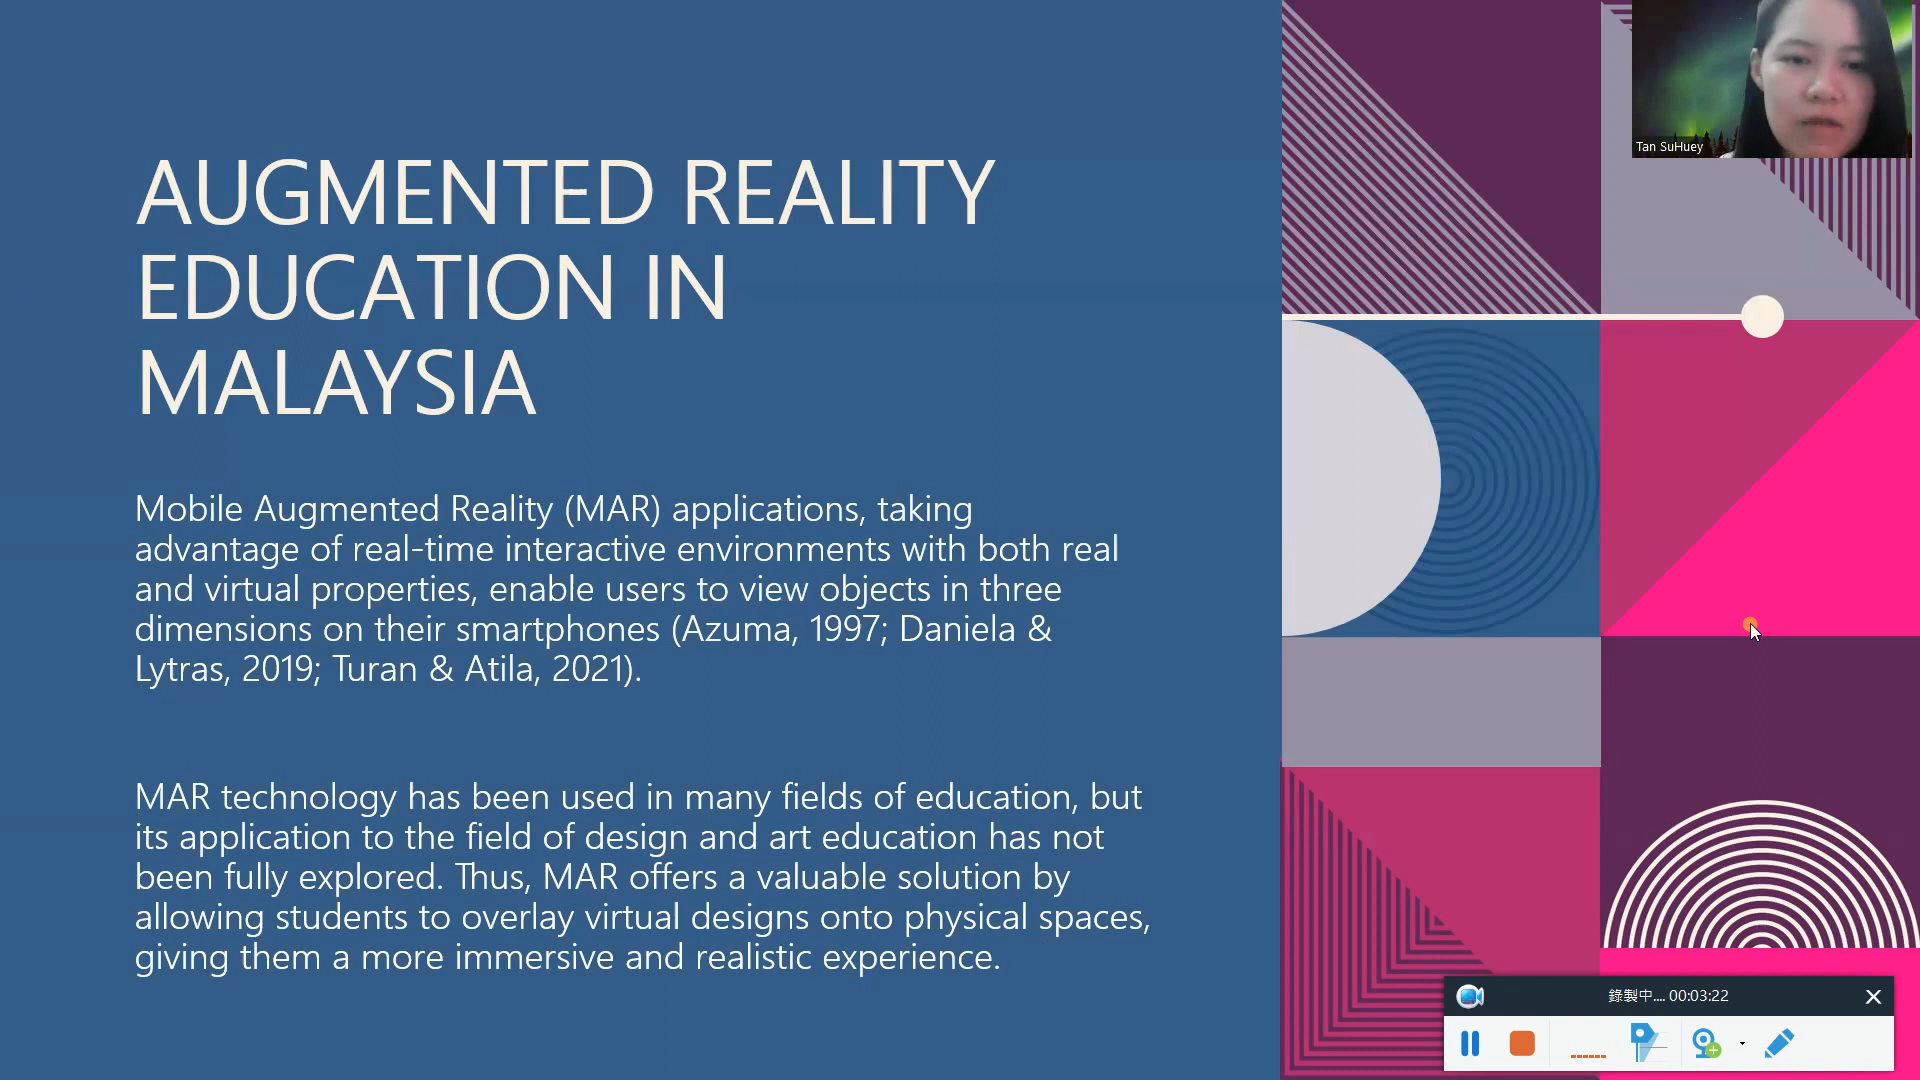 AUGMENTED REALITY
EDUCATION IN
MALAYSIA
Mobile Augmented Reality (MAR) applications, taking
advantage of real-time interactive environments with both real
and virtual properties, enable users to view objects in three
dimensions on their smartphones (Azuma, 1997; Daniela &
Lytras, 2019; Turan & Atila, 2021).
MAR technology has been used in many fields of education, but
its application to the field of design and art education has not
been fully explored. Thus, MAR offers a valuable solution by
allowing students to overlay virtual designs onto physical spaces,
giving them a more immersive and realistic experience.
Tan SuHuey
錄製中.... 00:03:22